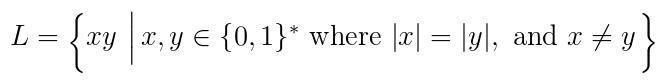 L = { xy | x, y ∈ {0, 1}* where |x| = |y|, and x ≠ y }